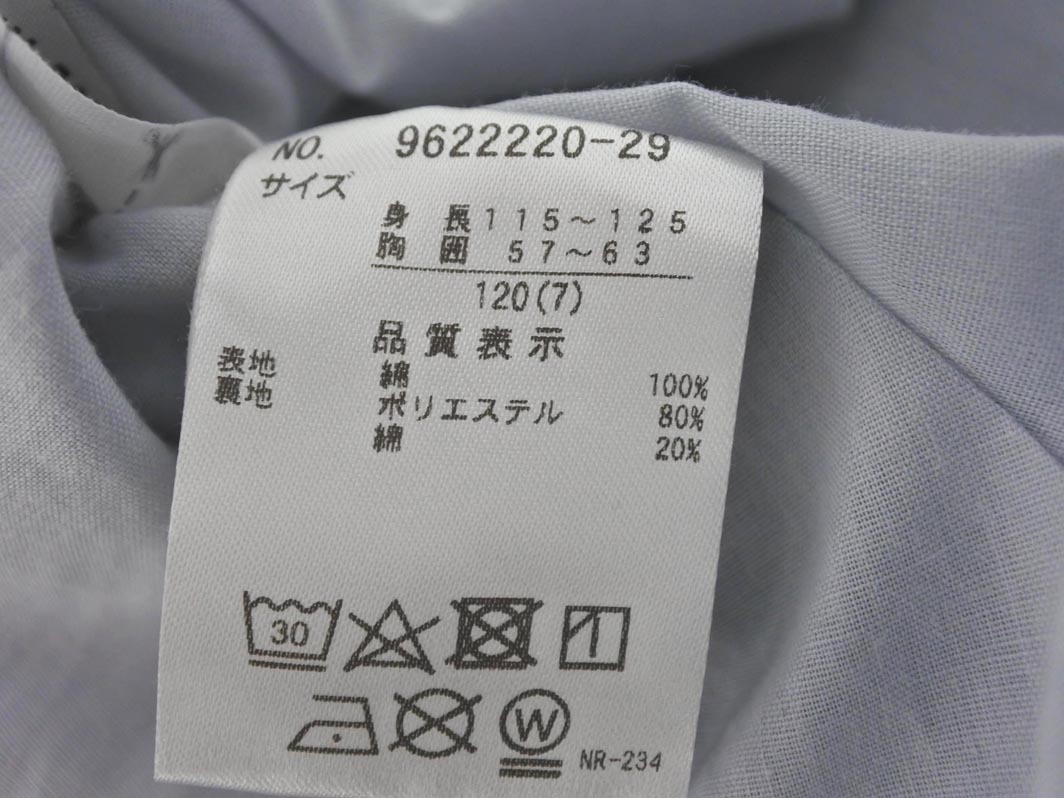 NO. 9622220-29
サイズ
身長115～125
胸囲 57～63
120(7)
品質表示
表地 綿 100%
裏地 ポリエステル 80%
綿 20%
30
W
NR-234